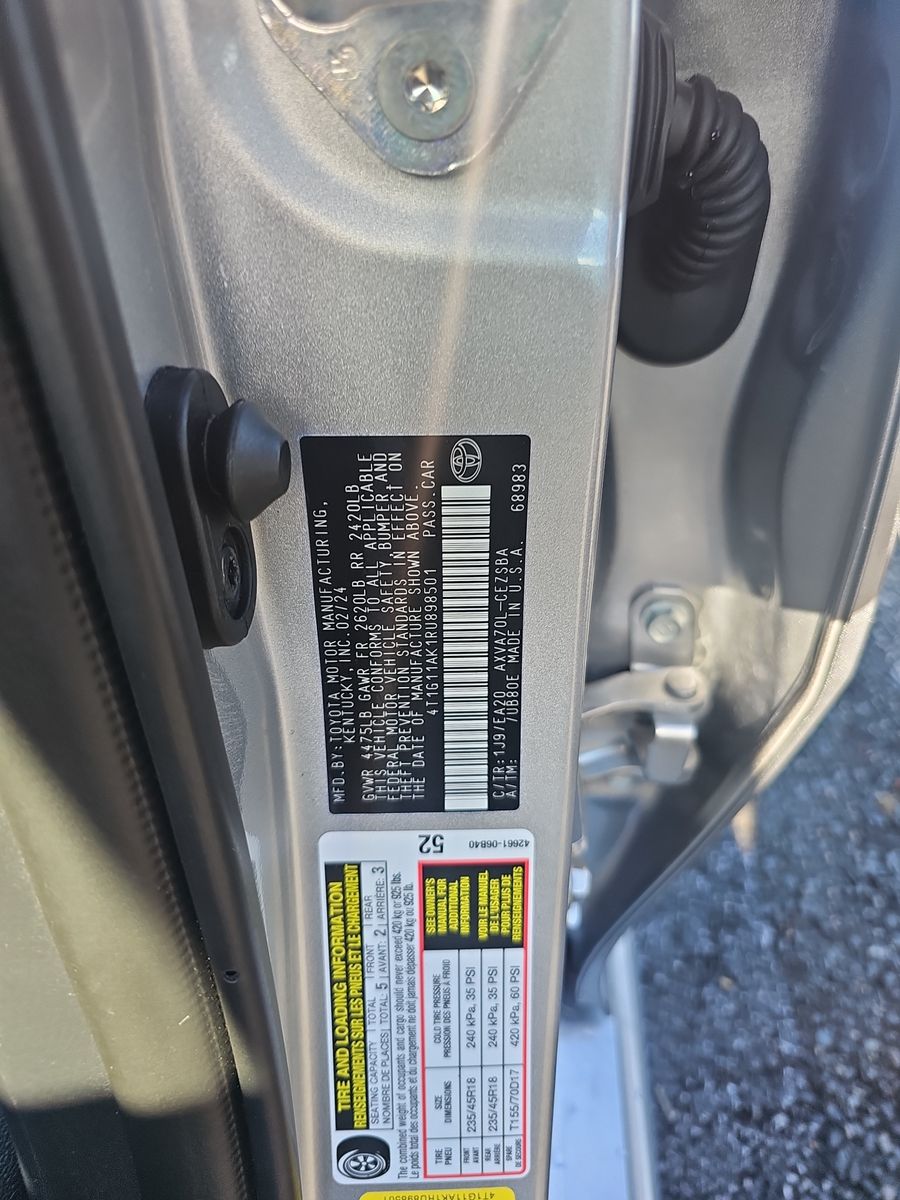 MFD.BY:TOYOTA MOTOR MANUFACTURING,
KENTUCKY, INC. 02/24
GVWR 4475LB GAWR FR 2620LB RR 2420LB
THIS VEHICLE CONFORMS TO ALL APPLICABLE
FEDERAL MOTOR VEHICLE SAFETY, BUMPER AND
THEFT PREVENTION STANDARDS IN EFFECT ON
THE DATE OF MANUFACTURE SHOWN ABOVE.
4T1G11AK1RU898501 PASS.CAR
C/TR:1J9/EA20 AXVA70L-CEZSBA 68983
A/TM: /UB80E MADE IN U.S.A.
TIRE AND LOADING INFORMATION
RENSEIGNEMENTS SUR LES PNEUS ET LE CHARGEMENT
SEATING CAPACITY | TOTAL | FRONT | REAR
NOMBRE DE PLACES | TOTAL: 5 | AVANT: 2 | ARRIÈRE: 3
The combined weight of occupants and cargo should never exceed 420 kg or 925 lbs.
Le poids total des occupants et du chargement ne doit jamais dépasser 420 kg ou 925 lb.
52
42661-06B40
TIRE SIZE COLD TIRE PRESSURE
PNEU DIMENSIONS PRESSION DES PNEUS À FROID
FRONT AVANT 235/45R18 240 kPa, 35 PSI
REAR ARRIÈRE 235/45R18 240 kPa, 35 PSI
SPARE DE SECOURS T155/70D17 420 kPa, 60 PSI
SEE OWNER'S
MANUAL FOR
ADDITIONAL
INFORMATION
VOIR LE MANUEL
DE L'USAGER
POUR PLUS DE
RENSEIGNEMENTS
4T1G11AK1RU898501